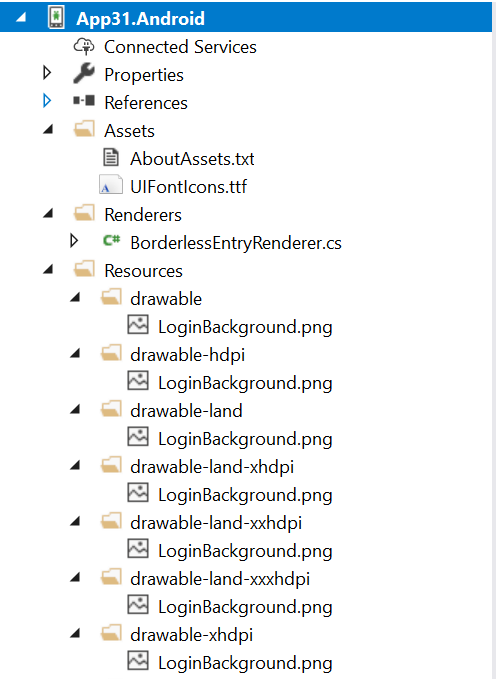 App31.Android
Connected Services
Properties
References
Assets
AboutAssets.txt
UIFontIcons.ttf
Renderers
C# BorderlessEntryRenderer.cs
Resources
drawable
LoginBackground.png
drawable-hdpi
LoginBackground.png
drawable-land
LoginBackground.png
drawable-land-xhdpi
LoginBackground.png
drawable-land-xxhdpi
LoginBackground.png
drawable-land-xxxhdpi
LoginBackground.png
drawable-xhdpi
LoginBackground.png